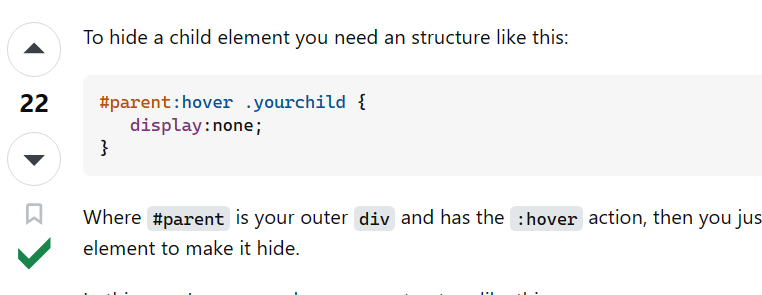 To hide a child element you need an structure like this:
#parent:hover .yourchild {
22
display:none;
}
Where #parent is your outer div and has the :hover action, then you jus
element to make it hide.